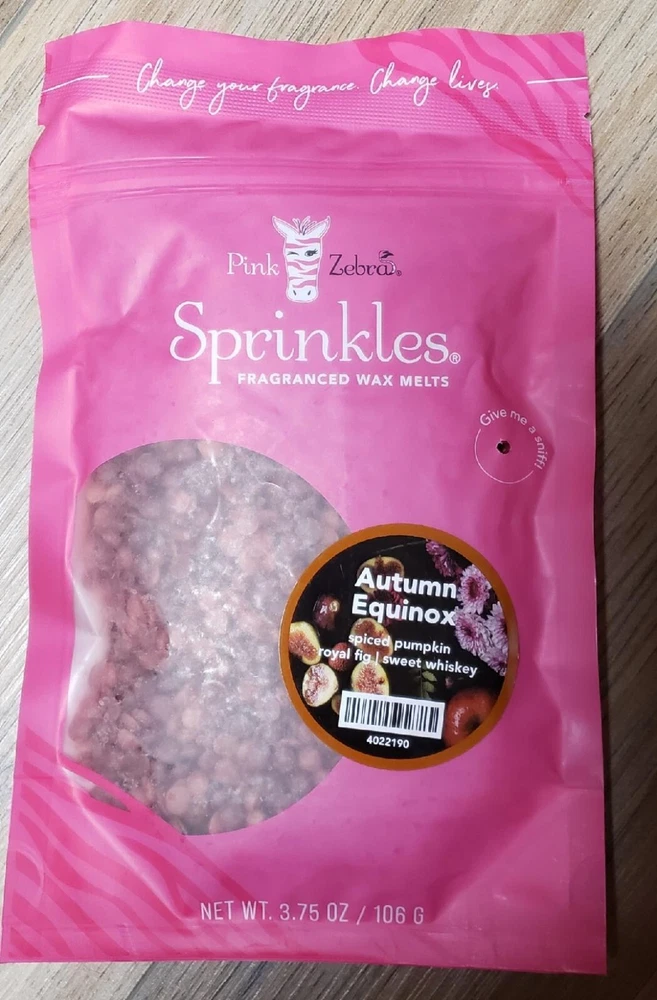 Change your fragrance. Change lives.
Pink Zebra®
Sprinkles®
FRAGRANCED WAX MELTS
Give me a sniff!
Autumn
Equinox
spiced pumpkin
royal fig | sweet whiskey
4022190
NET WT. 3.75 OZ / 106 G